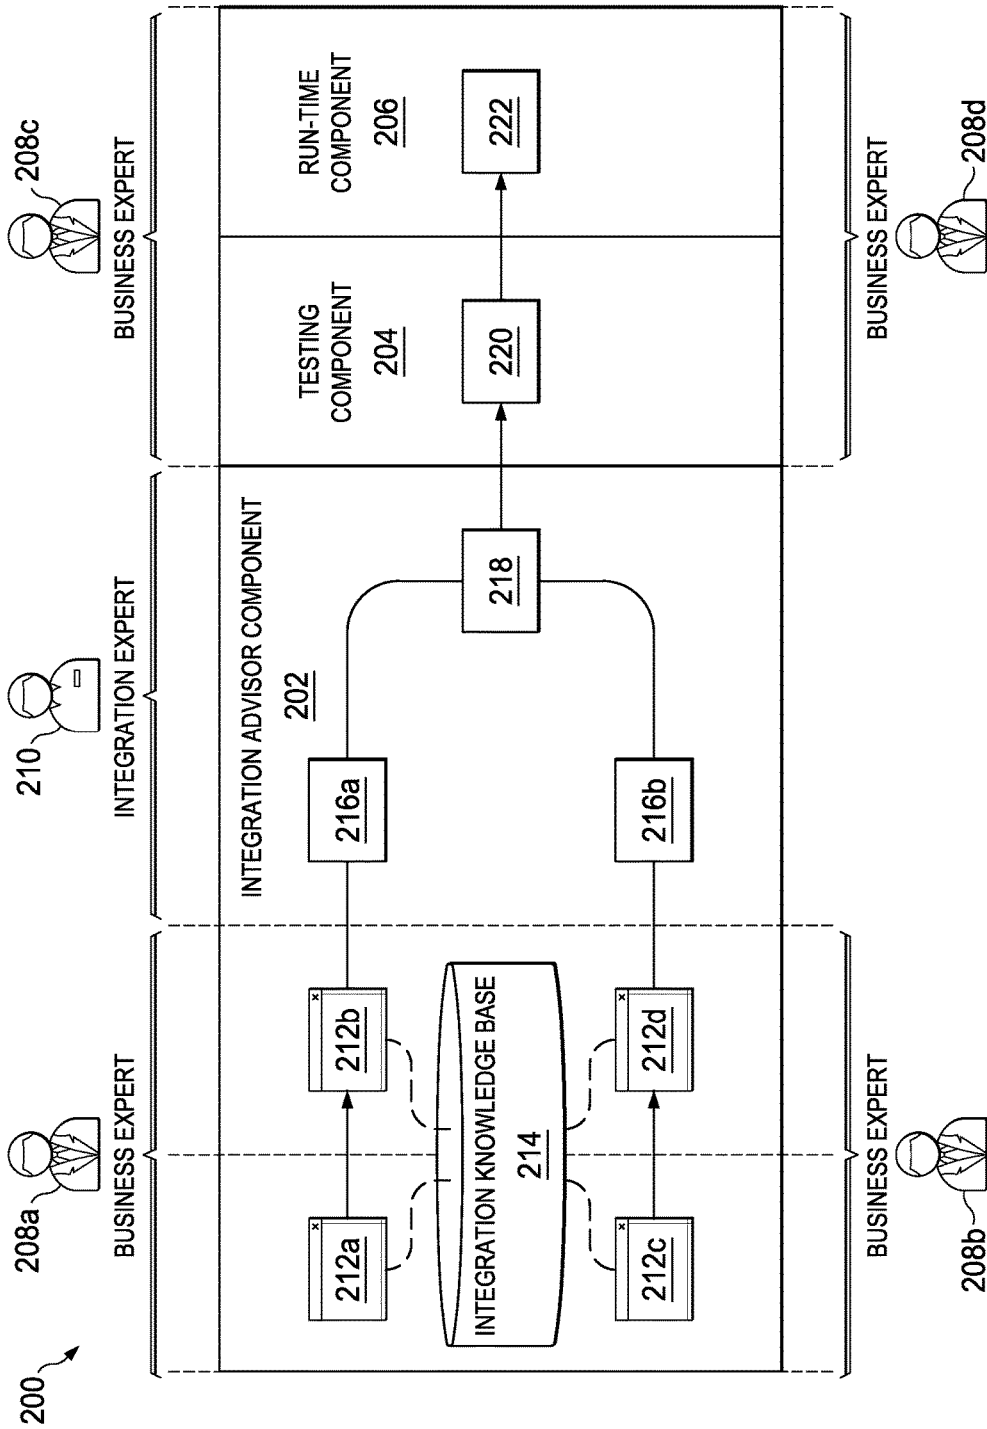 200
208a
BUSINESS EXPERT
210
INTEGRATION EXPERT
208c
BUSINESS EXPERT
INTEGRATION ADVISOR COMPONENT
202
TESTING
COMPONENT
204
RUN-TIME
COMPONENT
206
212a
212b
216a
INTEGRATION KNOWLEDGE BASE
214
218
220
222
212c
212d
216b
BUSINESS EXPERT
208b
BUSINESS EXPERT
208d